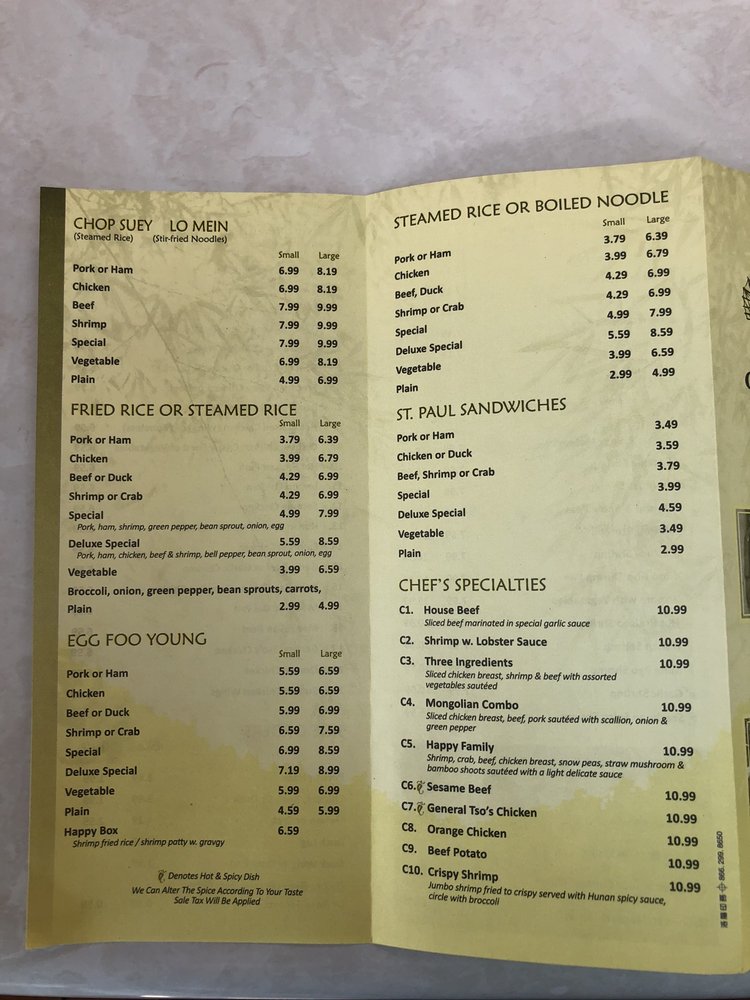 CHOP SUEY LO MEIN
(Steamed Rice) (Stir-fried Noodles)
Small Large
Pork or Ham 6.99 8.19
Chicken 6.99 8.19
Beef 7.99 9.99
Shrimp 7.99 9.99
Special 7.99 9.99
Vegetable 6.99 8.19
Plain 4.99 6.99
FRIED RICE OR STEAMED RICE
Small Large
Pork or Ham 3.79 6.39
Chicken 3.99 6.79
Beef or Duck 4.29 6.99
Shrimp or Crab 4.29 6.99
Special 4.99 7.99
Pork, ham, shrimp, green pepper, bean sprout, onion, egg
Deluxe Special 5.59 8.59
Pork, ham, chicken, beef & shrimp, bell pepper, bean sprout, onion, egg
Vegetable 3.99 6.59
Broccoli, onion, green pepper, bean sprouts, carrots,
Plain 2.99 4.99
EGG FOO YOUNG
Small Large
Pork or Ham 5.59 6.59
Chicken 5.59 6.59
Beef or Duck 5.99 6.99
Shrimp or Crab 6.59 7.59
Special 6.99 8.59
Deluxe Special 7.19 8.99
Vegetable 5.99 6.99
Plain 4.59 5.99
Happy Box 6.59
Shrimp fried rice / shrimp patty w. gravgy
Denotes Hot & Spicy Dish
We Can Alter The Spice According To Your Taste
Sale Tax Will Be Applied
STEAMED RICE OR BOILED NOODLE
Small Large
Pork or Ham 3.79 6.39
Chicken 3.99 6.79
Beef, Duck 4.29 6.99
Shrimp or Crab 4.29 6.99
Special 4.99 7.99
Deluxe Special 5.59 8.59
Vegetable 3.99 6.59
Plain 2.99 4.99
ST. PAUL SANDWICHES
Pork or Ham 3.49
Chicken or Duck 3.59
Beef, Shrimp or Crab 3.79
Special 3.99
Deluxe Special 4.59
Vegetable 3.49
Plain 2.99
CHEF'S SPECIALTIES
C1. House Beef 10.99
Sliced beef marinated in special garlic sauce
C2. Shrimp w. Lobster Sauce 10.99
C3. Three Ingredients 10.99
Sliced chicken breast, shrimp & beef with assorted
vegetables sautéed
C4. Mongolian Combo 10.99
Sliced chicken breast, beef, pork sautéed with scallion, onion &
green pepper
C5. Happy Family 10.99
Shrimp, crab, beef, chicken breast, snow peas, straw mushroom &
bamboo shoots sautéed with a light delicate sauce
C6. Sesame Beef 10.99
C7. General Tso's Chicken 10.99
C8. Orange Chicken 10.99
C9. Beef Potato 10.99
C10. Crispy Shrimp 10.99
Jumbo shrimp fried to crispy served with Hunan spicy sauce,
circle with broccoli
866. 299. 8650